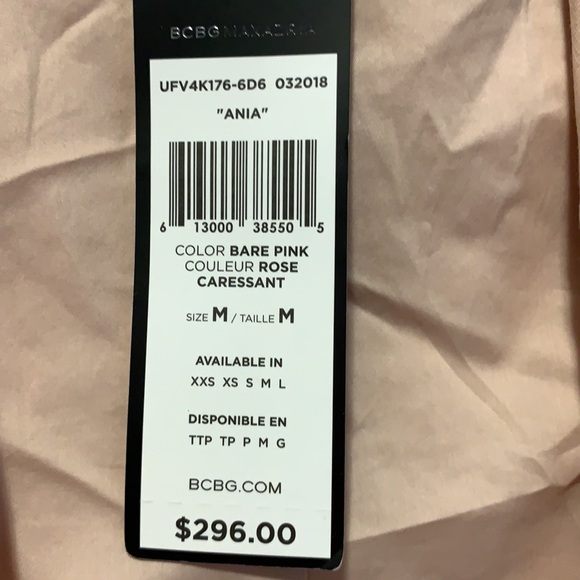 BCBGMAXAZRIA
UFV4K176-6D6 032018
"ANIA"
6 13000 38550 5
COLOR BARE PINK
COULEUR ROSE
CARESSANT
SIZE M / TAILLE M
AVAILABLE IN
XXS XS S M L
DISPONIBLE EN
TTP TP P M G
BCBG.COM
$296.00